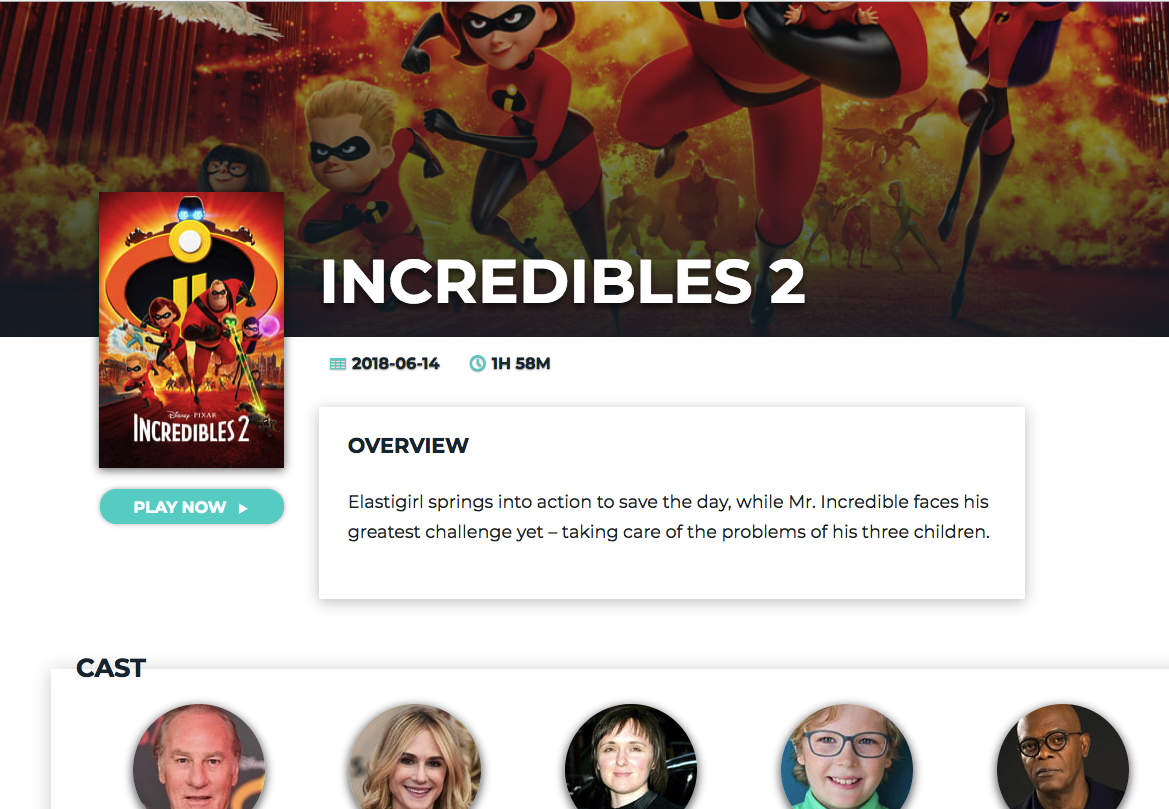 INCREDIBLES 2
Disney · PIXAR
INCREDIBLES 2
2018-06-14 1H 58M
PLAY NOW
OVERVIEW
Elastigirl springs into action to save the day, while Mr. Incredible faces his
greatest challenge yet – taking care of the problems of his three children.
CAST